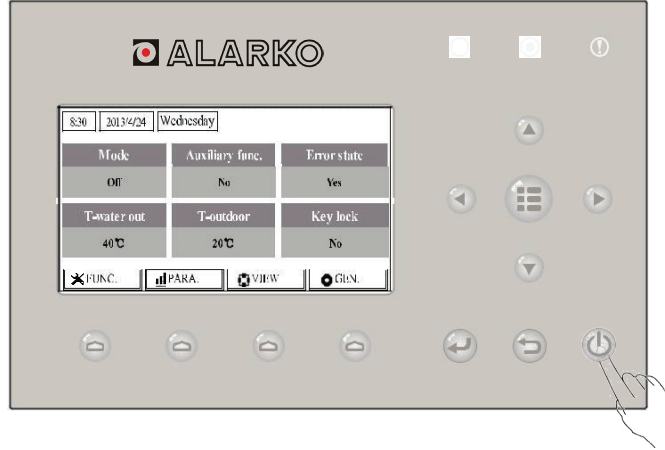 ALARKO
8:30 2013/4/24 Wednesday
Mode Auxiliary func. Error state
Off No Yes
T-water out T-outdoor Key lock
40℃ 20℃ No
FUNC. PARA. VIEW GEN.